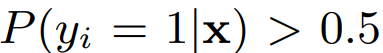 P(y_i = 1|x) > 0.5